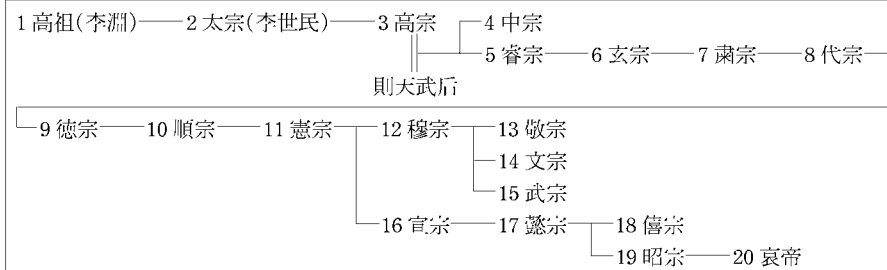 1 高祖(李淵) 2 太宗(李世民) 3 高宗 4 中宗
5 睿宗 6 玄宗 7 粛宗 8 代宗
則天武后
9 徳宗 10 順宗 11 憲宗 12 穆宗 13 敬宗
14 文宗
15 武宗
16 宣宗 17 懿宗 18 僖宗
19 昭宗 20 哀帝